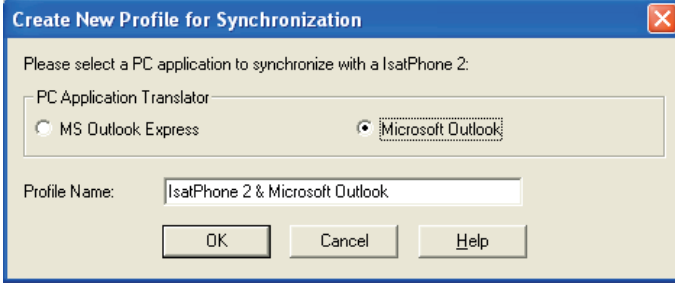 Create New Profile for Synchronization
Please select a PC application to synchronize with a IsatPhone 2:
PC Application Translator
MS Outlook Express Microsoft Outlook
Profile Name: IsatPhone 2 & Microsoft Outlook
OK Cancel Help